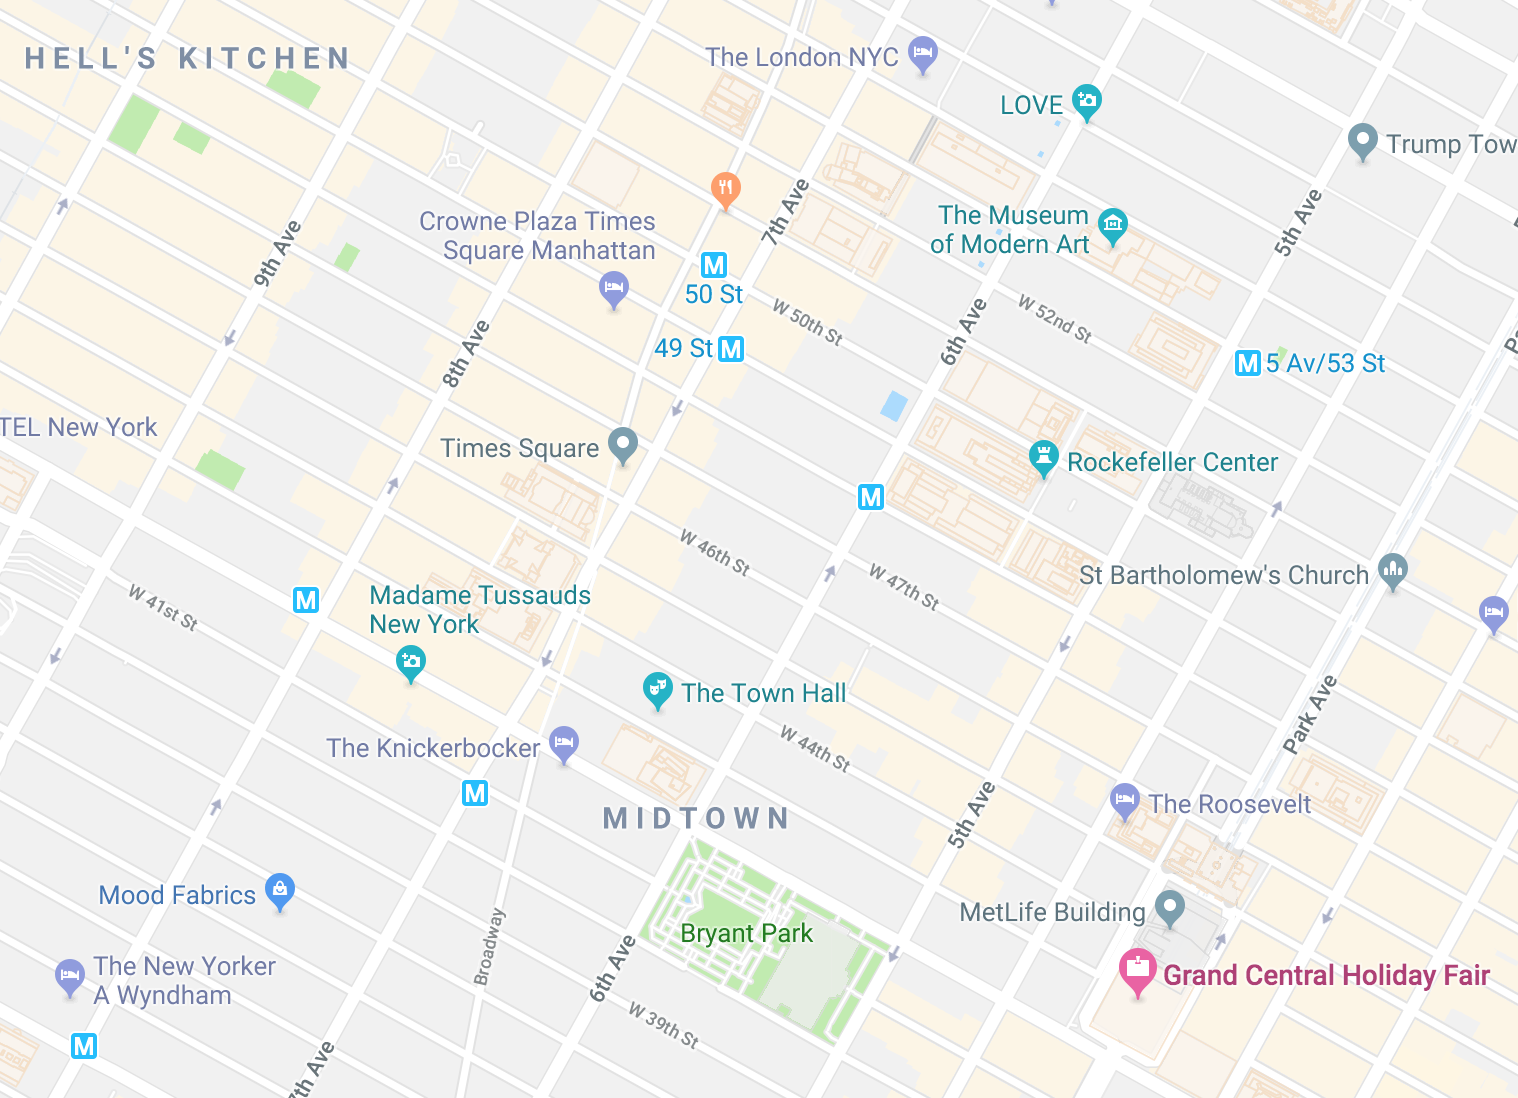 HELL'S KITCHEN
The London NYC
LOVE
Trump Tow
The Museum
of Modern Art
5th Ave
7th Ave
Crowne Plaza Times
Square Manhattan
9th Ave
50 St
W 50th St
W 52nd St
6th Ave
8th Ave
49 St
M
M
M
5 Av/53 St
TEL New York
Times Square
Rockefeller Center
M
W 46th St
W 47th St
St Bartholomew's Church
W 41st St
M
Madame Tussauds
New York
The Town Hall
Park Ave
W 44th St
The Knickerbocker
M
MIDTOWN
5th Ave
The Roosevelt
Mood Fabrics
MetLife Building
Bryant Park
Broadway
6th Ave
The New Yorker
A Wyndham
Grand Central Holiday Fair
W 39th St
M
7th Ave